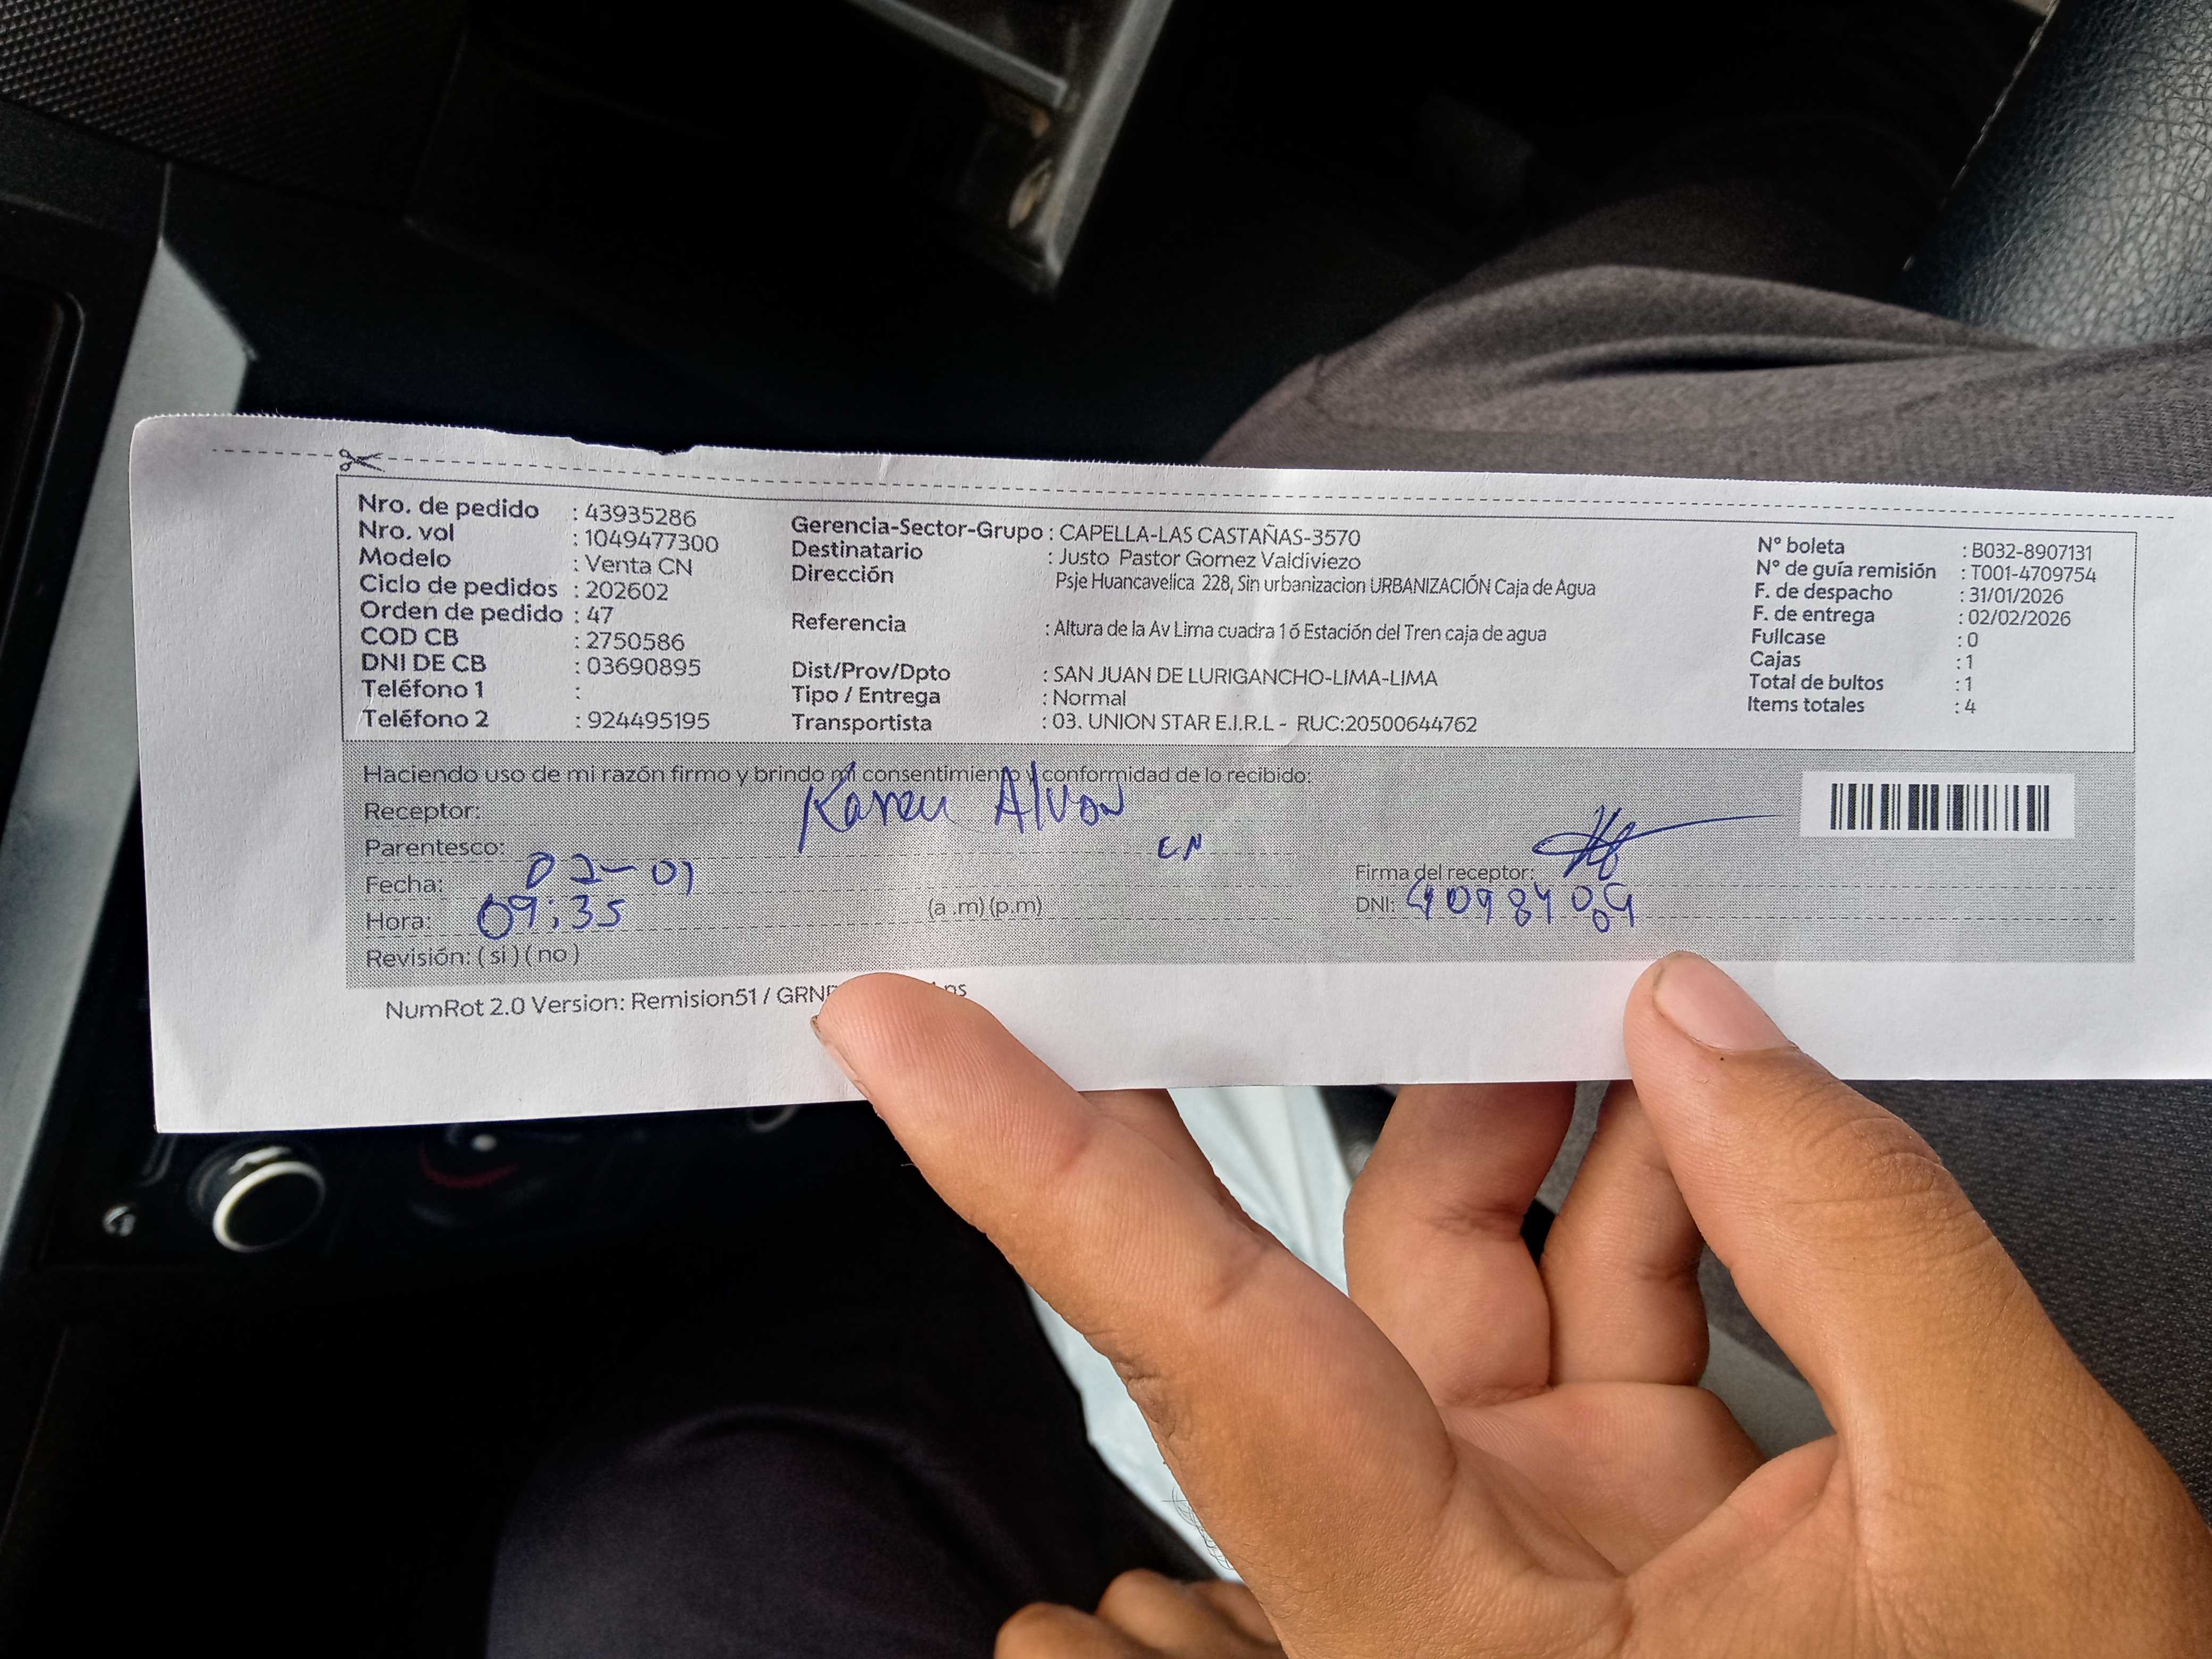 Nro. de pedido : 43935286
Nro. vol : 1049477300
Modelo : Venta CN
Ciclo de pedidos : 202602
Orden de pedido : 47
COD CB : 2750586
DNI DE CB : 03690895
Teléfono 1 :
Teléfono 2 : 924495195
Gerencia-Sector-Grupo : CAPELLA-LAS CASTAÑAS-3570
Destinatario : Justo Pastor Gomez Valdiviezo
Dirección Psje Huancavelica 228, Sin urbanizacion URBANIZACIÓN Caja de Agua
Referencia : Altura de la Av Lima cuadra 1 ó Estación del Tren caja de agua
Dist/Prov/Dpto : SAN JUAN DE LURIGANCHO-LIMA-LIMA
Tipo / Entrega : Normal
Transportista : 03. UNION STAR E.I.R.L - RUC:20500644762
N° boleta : B032-8907131
N° de guía remisión : T001-4709754
F. de despacho : 31/01/2026
F. de entrega : 02/02/2026
Fullcase : 0
Cajas : 1
Total de bultos : 1
Items totales : 4
Haciendo uso de mi razón firmo y brindo mi consentimiento y conformidad de lo recibido:
Receptor: Karen
Parentesco: CN
Fecha: 02-01
Hora: 09:35 (a .m) (p.m)
Revisión: ( si ) ( no )
Firma del receptor:
DNI:
NumRot 2.0 Version: Remision51 /